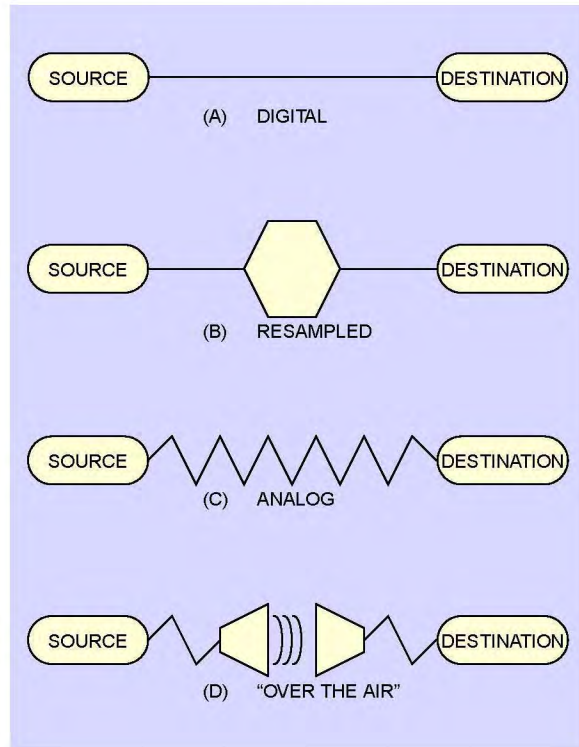 SOURCE DESTINATION
(A) DIGITAL
SOURCE DESTINATION
(B) RESAMPLED
SOURCE DESTINATION
(C) ANALOG
SOURCE DESTINATION
(D) “OVER THE AIR”